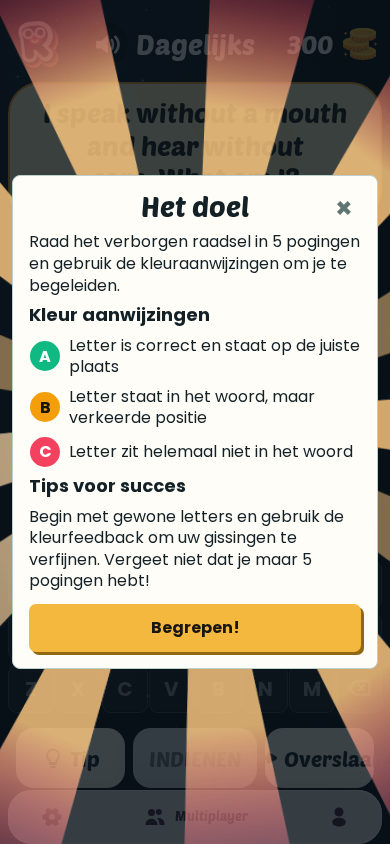 Dagelijks
300
I speak without a mouth
and hear without
Het doel
Raad het verborgen raadsel in 5 pogingen
en gebruik de kleuraanwijzingen om je te
begeleiden.
Kleur aanwijzingen
A
Letter is correct en staat op de juiste
plaats
B
Letter staat in het woord, maar
verkeerde positie
C
Letter zit helemaal niet in het woord
Tips voor succes
Begin met gewone letters en gebruik de
kleurfeedback om uw gissingen te
verfijnen. Vergeet niet dat je maar 5
pogingen hebt!
Begrepen!
Z X C V B N M
Tip INDIENEN Overslaa
Multiplayer